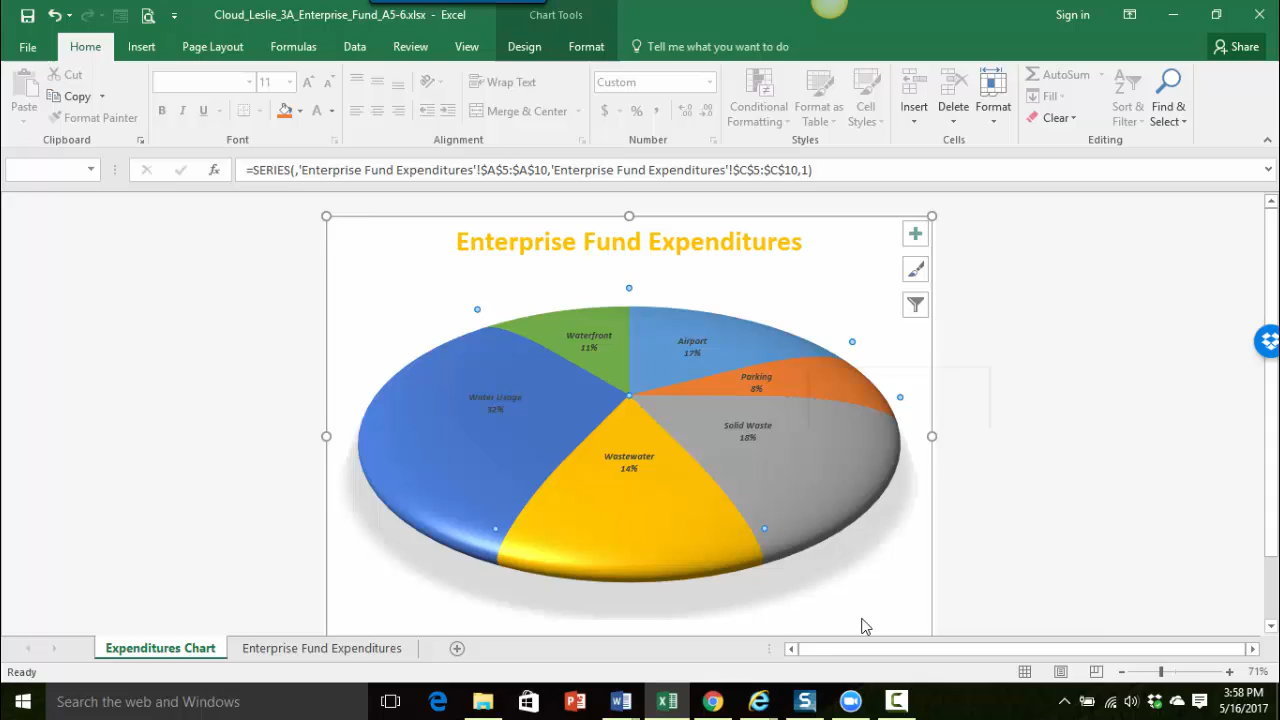 Cloud_Leslie_3A_Enterprise_Fund_A5-6.xlsx - Excel
Chart Tools
Sign in
File
Home
Insert
Page Layout
Formulas
Data
Review
View
Design
Format
Tell me what you want to do
Share
Paste
Cut
Copy
Format Painter
Clipboard
11
B I U
Font
Wrap Text
Merge & Center
Alignment
Custom
$ % ,
Number
Conditional Formatting
Format as Table
Cell Styles
Styles
Insert
Delete
Format
Cells
AutoSum
Fill
Clear
Sort & Filter
Find & Select
Editing
fx
=SERIES(,'Enterprise Fund Expenditures'!$A$5:$A$10,'Enterprise Fund Expenditures'!$C$5:$C$10,1)
Enterprise Fund Expenditures
Waterfront
11%
Airport
17%
Parking
8%
Water Usage
32%
Solid Waste
18%
Wastewater
14%
Expenditures Chart
Enterprise Fund Expenditures
Ready
71%
Search the web and Windows
3:58 PM
5/16/2017